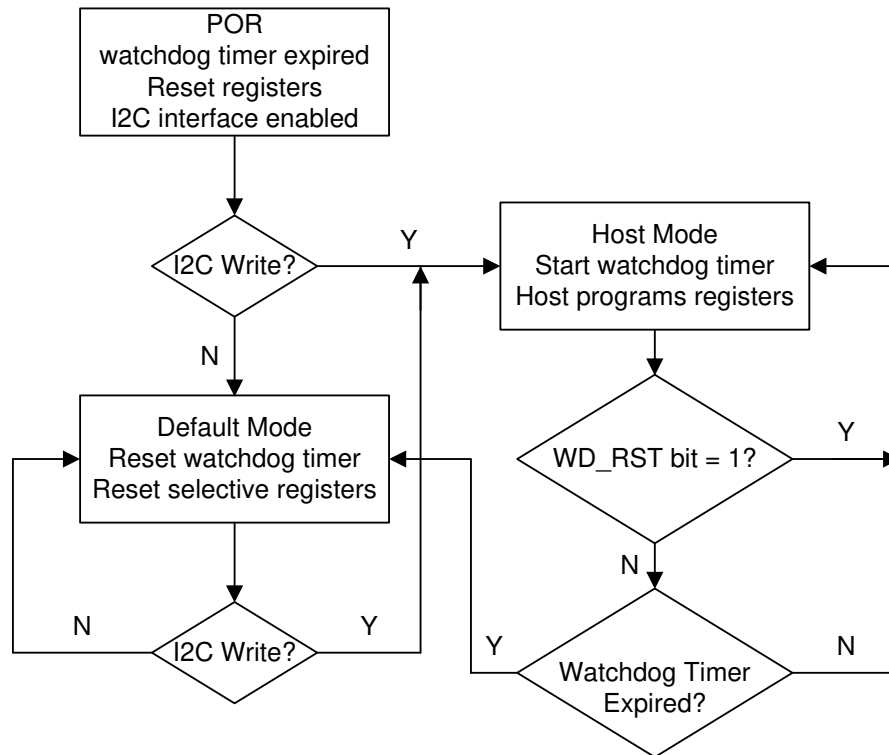 POR
watchdog timer expired
Reset registers
I2C interface enabled
I2C Write?
Y
N
Host Mode
Start watchdog timer
Host programs registers
Default Mode
Reset watchdog timer
Reset selective registers
WD_RST bit = 1?
Y
N
I2C Write?
N
Y
Watchdog Timer
Expired?
Y
N